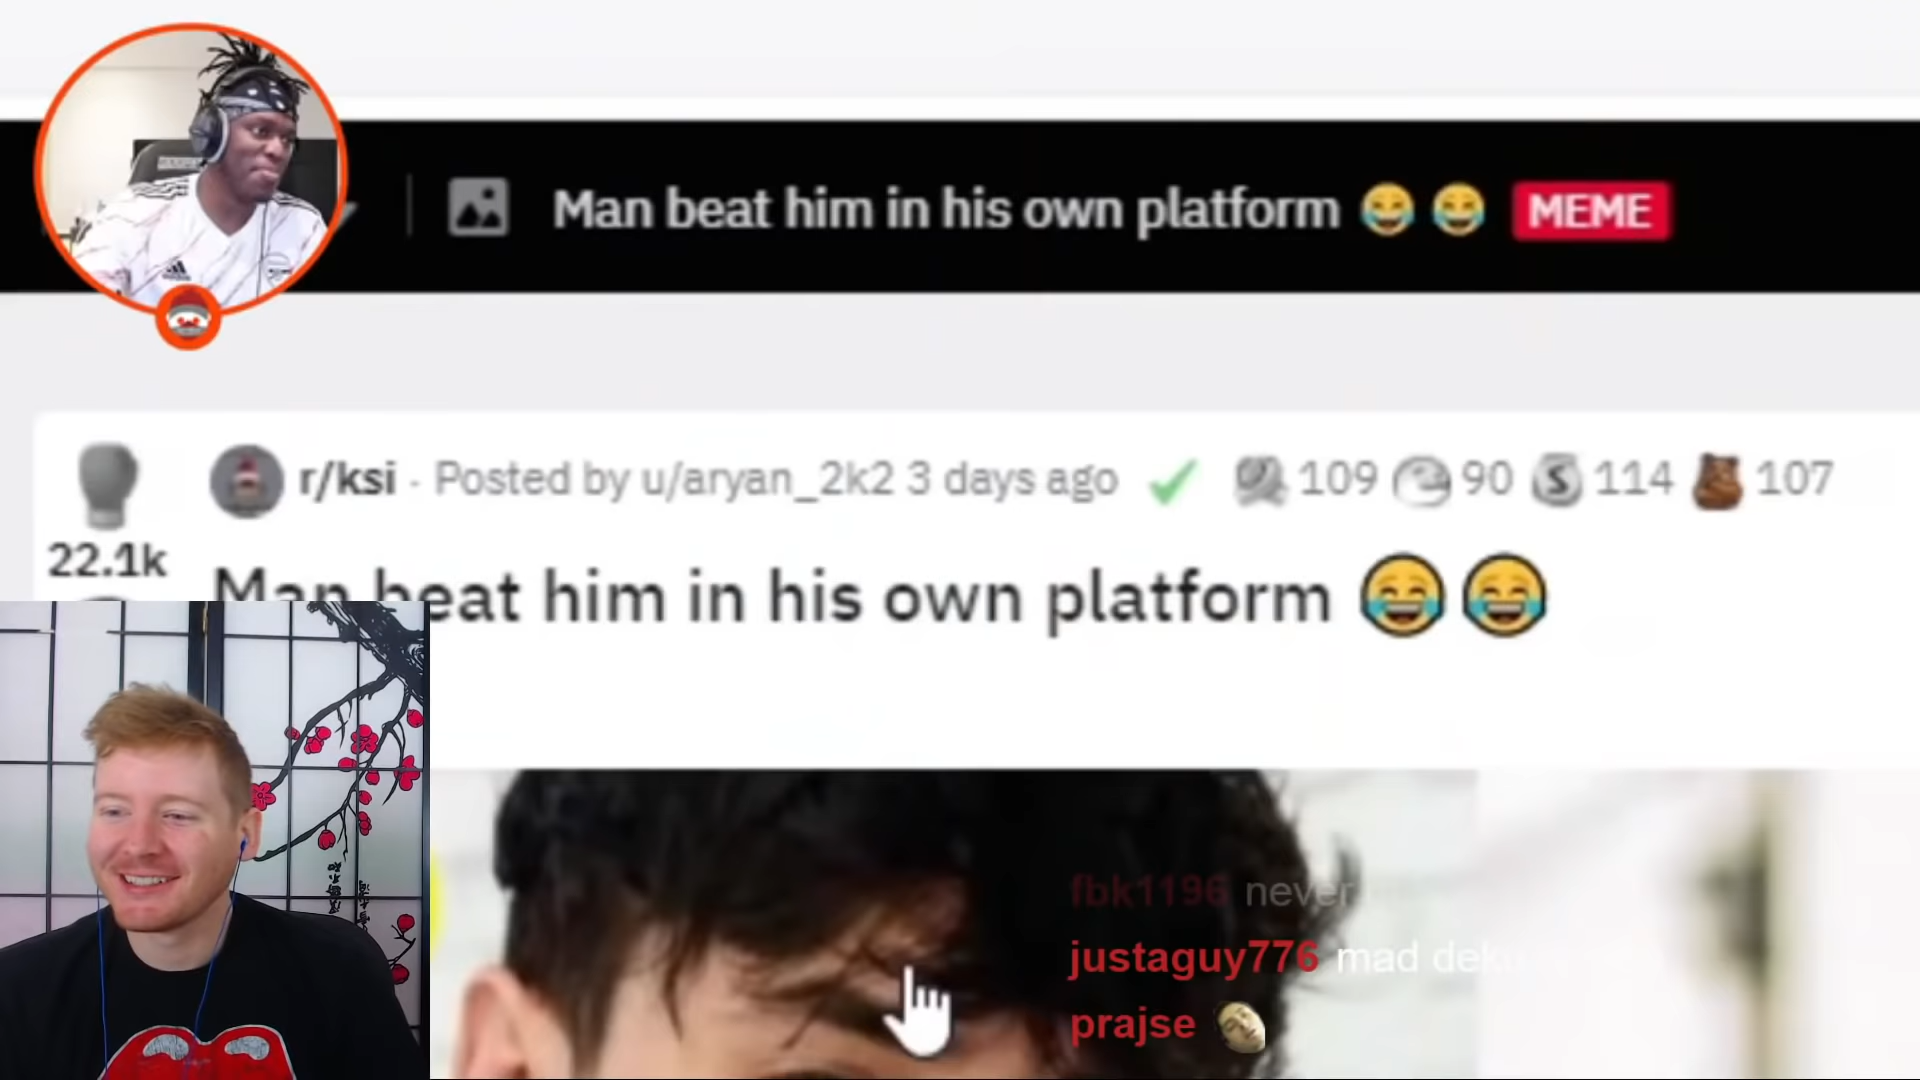 Man beat him in his own platform 😂 😂 MEME
r/ksi · Posted by u/aryan_2k2 3 days ago 109 90 S 114 107
22.1k
Man beat him in his own platform 😂 😂
fbk1196 never
justaguy776 mad
prajse